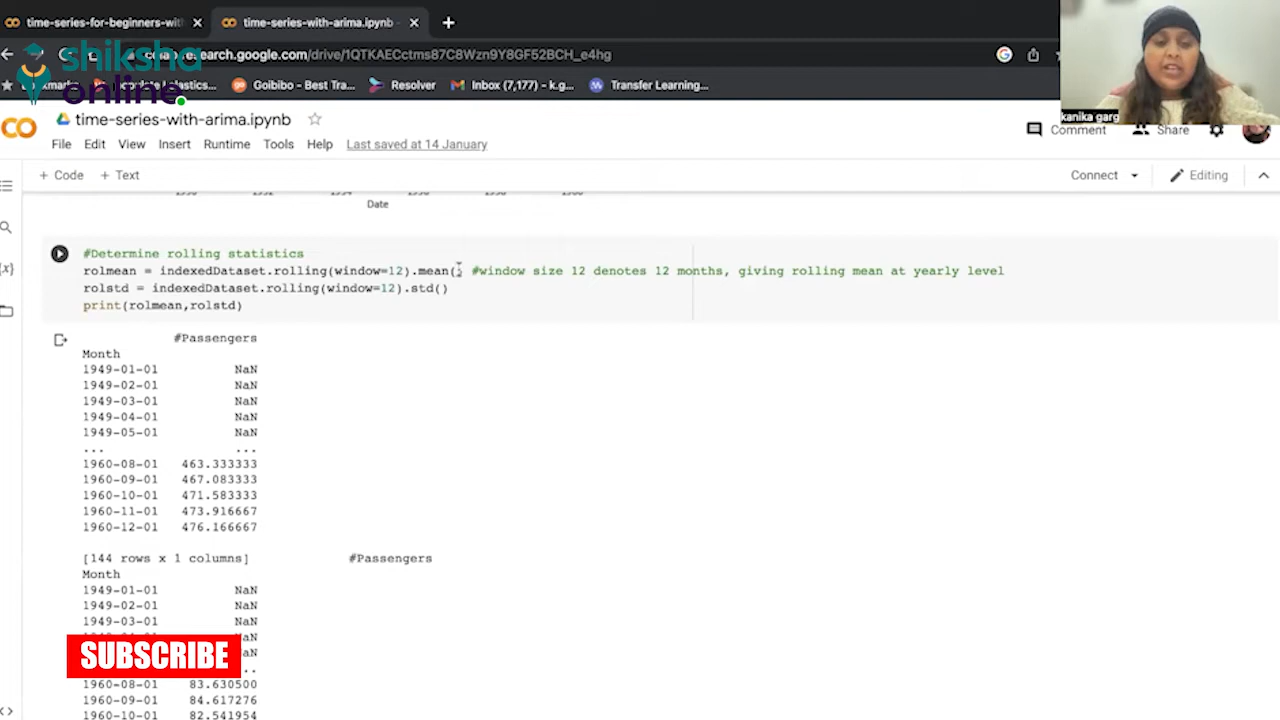 time-series-for-beginners-with
time-series-with-arima.ipynb
research.google.com/drive/1QTKAECctms87C8Wzn9Y8GF52BCH_e4hg
shiksha
online
Goibibo - Best Tra...
Resolver
Inbox (7,177) - k.g...
Transfer Learning...
kanika garg
CO
time-series-with-arima.ipynb
File Edit View Insert Runtime Tools Help Last saved at 14 January
Comment
Share
+ Code + Text
Connect
Editing
Date
#Determine rolling statistics
rolmean = indexedDataset.rolling(window=12).mean() #window size 12 denotes 12 months, giving rolling mean at yearly level
rolstd = indexedDataset.rolling(window=12).std()
print(rolmean,rolstd)
#Passengers
Month
1949-01-01 NaN
1949-02-01 NaN
1949-03-01 NaN
1949-04-01 NaN
1949-05-01 NaN
... ...
1960-08-01 463.333333
1960-09-01 467.083333
1960-10-01 471.583333
1960-11-01 473.916667
1960-12-01 476.166667
[144 rows x 1 columns] #Passengers
Month
1949-01-01 NaN
1949-02-01 NaN
1949-03-01 NaN
SUBSCRIBE
1960-08-01 83.630500
1960-09-01 84.617276
1960-10-01 82.541954